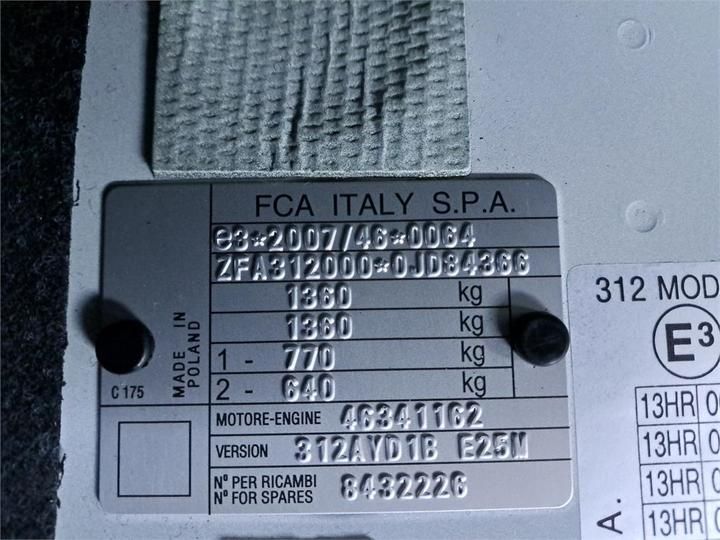 FCA ITALY S.P.A.
e3*2007/46*0064
ZFA312000*0JD84366
1360 kg
1360 kg
1 - 770 kg
2 - 640 kg
MADE IN
POLAND
C 175
MOTORE-ENGINE 46341162
VERSION 312AYD1B E25M
N° PER RICAMBI
N° FOR SPARES 8432226
312 MOD
E3
13HR
13HR
13HR
13HR
A.